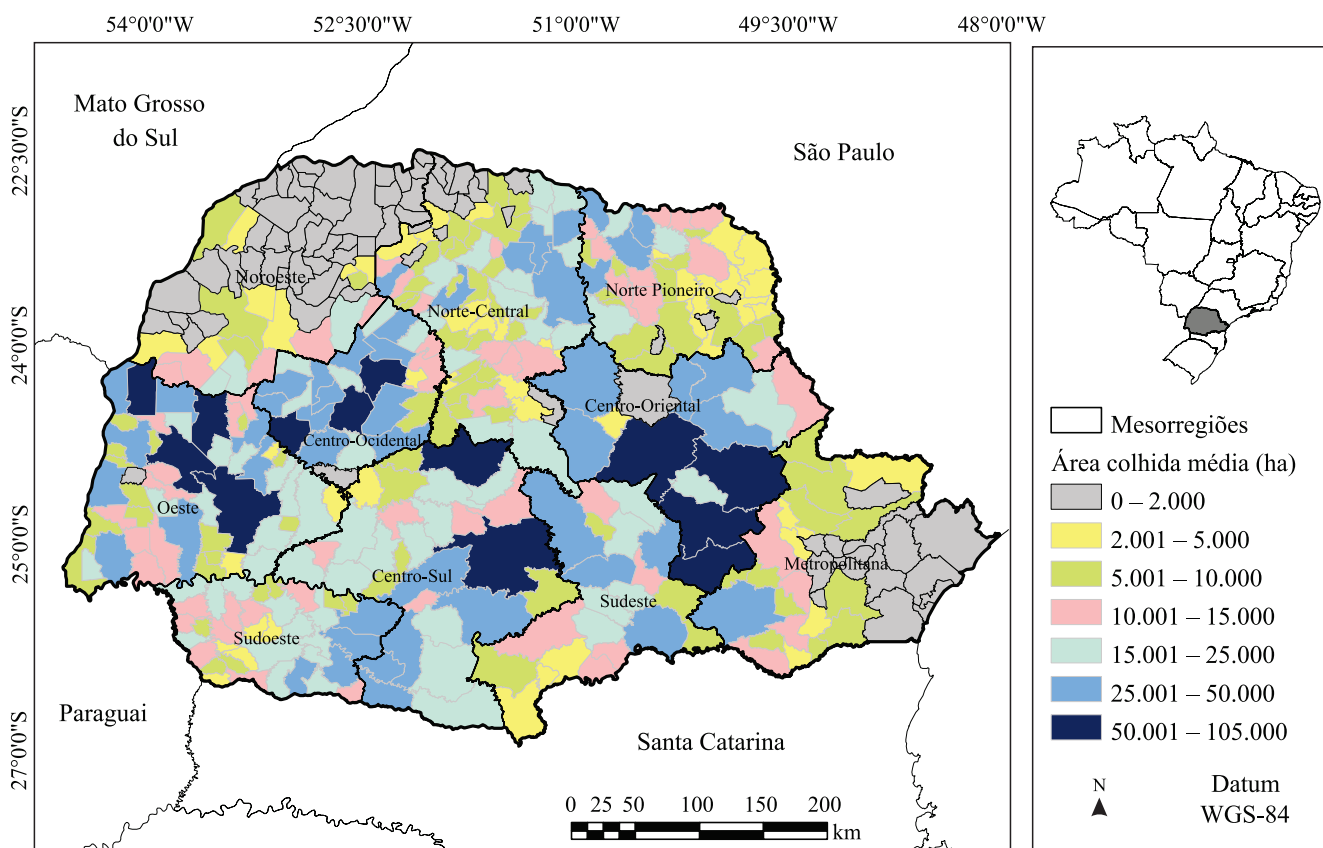 54°0'0"W
52°30'0"W
51°0'0"W
49°30'0"W
48°0'0"W
22°30'0"S
24°0'0"S
25°0'0"S
27°0'0"S
Mato Grosso
do Sul
São Paulo
Noroeste
Norte-Central
Norte Pioneiro
Centro-Oriental
Centro-Ocidental
Oeste
Centro-Sul
Metropolitana
Sudeste
Sudoeste
Paraguai
Santa Catarina
0 25 50 100 150 200
km
Mesorregiões
Área colhida média (ha)
0 – 2.000
2.001 – 5.000
5.001 – 10.000
10.001 – 15.000
15.001 – 25.000
25.001 – 50.000
50.001 – 105.000
N
Datum
WGS-84